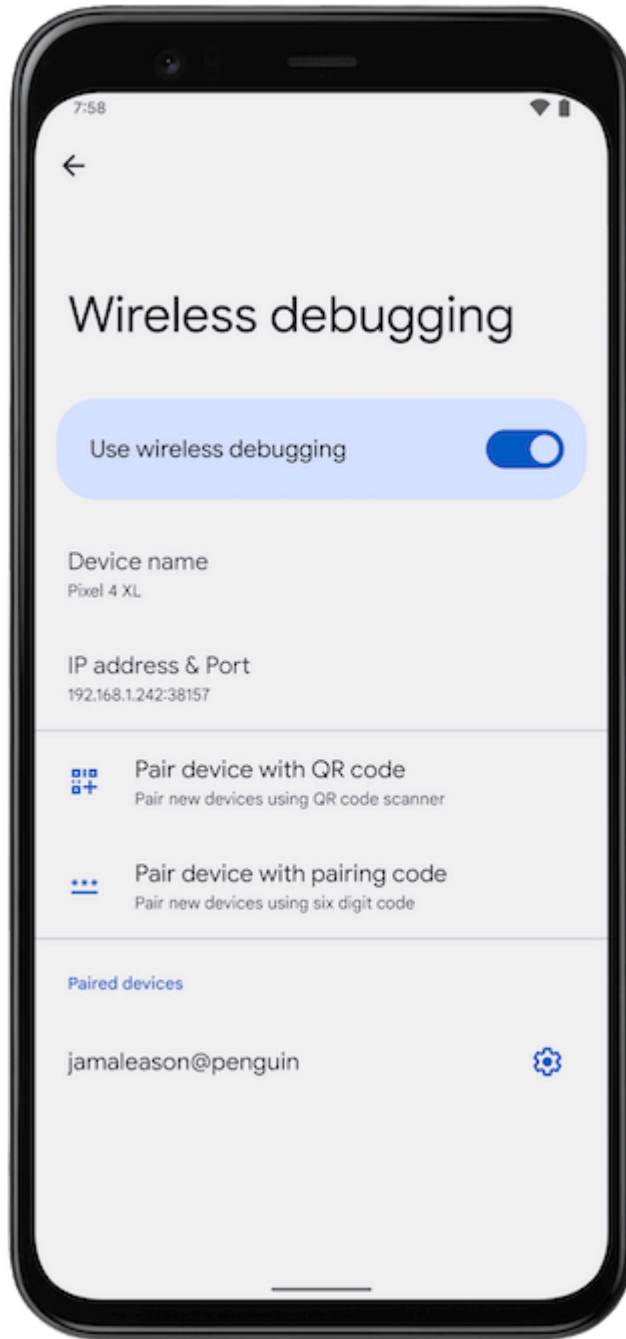 7:58
Wireless debugging
Use wireless debugging
Device name
Pixel 4 XL
IP address & Port
192.168.1.242:38157
Pair device with QR code
Pair new devices using QR code scanner
Pair device with pairing code
Pair new devices using six digit code
Paired devices
jamaleason@penguin